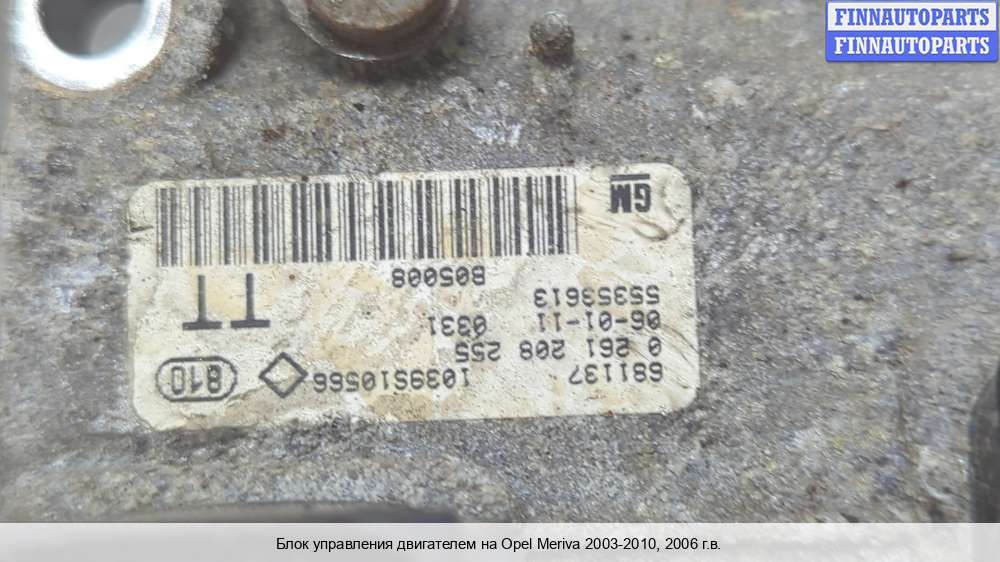 FINNAUTOPARTS
FINNAUTOPARTS
681137 1039S10566 810
0 261 208 255
06-01-11 0331
55353613
TT
B05008
GM
Блок управления двигателем на Opel Meriva 2003-2010, 2006 г.в.